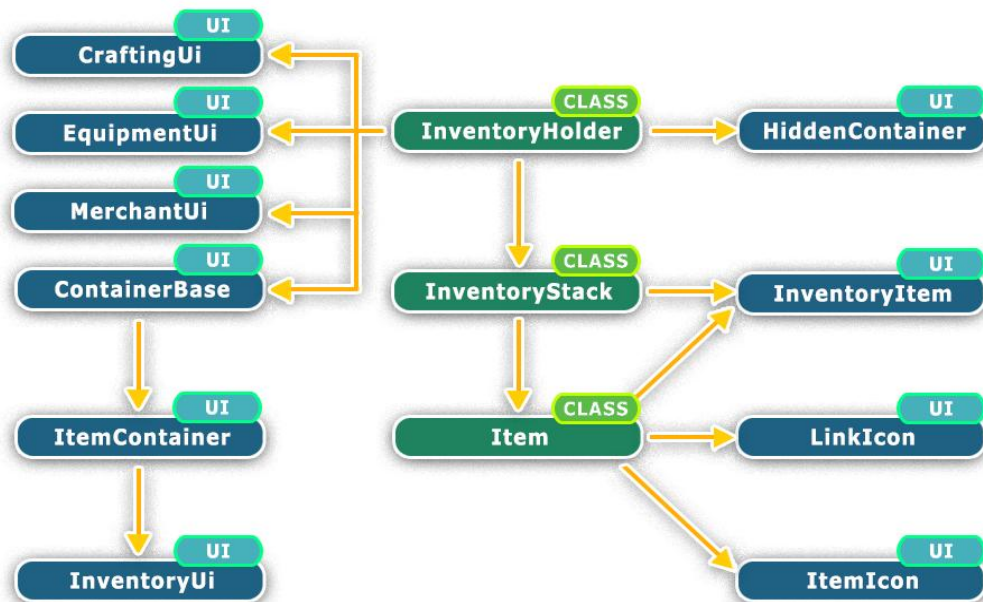 UI
CraftingUi
UI
EquipmentUi
UI
MerchantUi
UI
ContainerBase
UI
ItemContainer
UI
InventoryUi
CLASS
InventoryHolder
CLASS
InventoryStack
CLASS
Item
UI
HiddenContainer
UI
InventoryItem
UI
LinkIcon
UI
ItemIcon